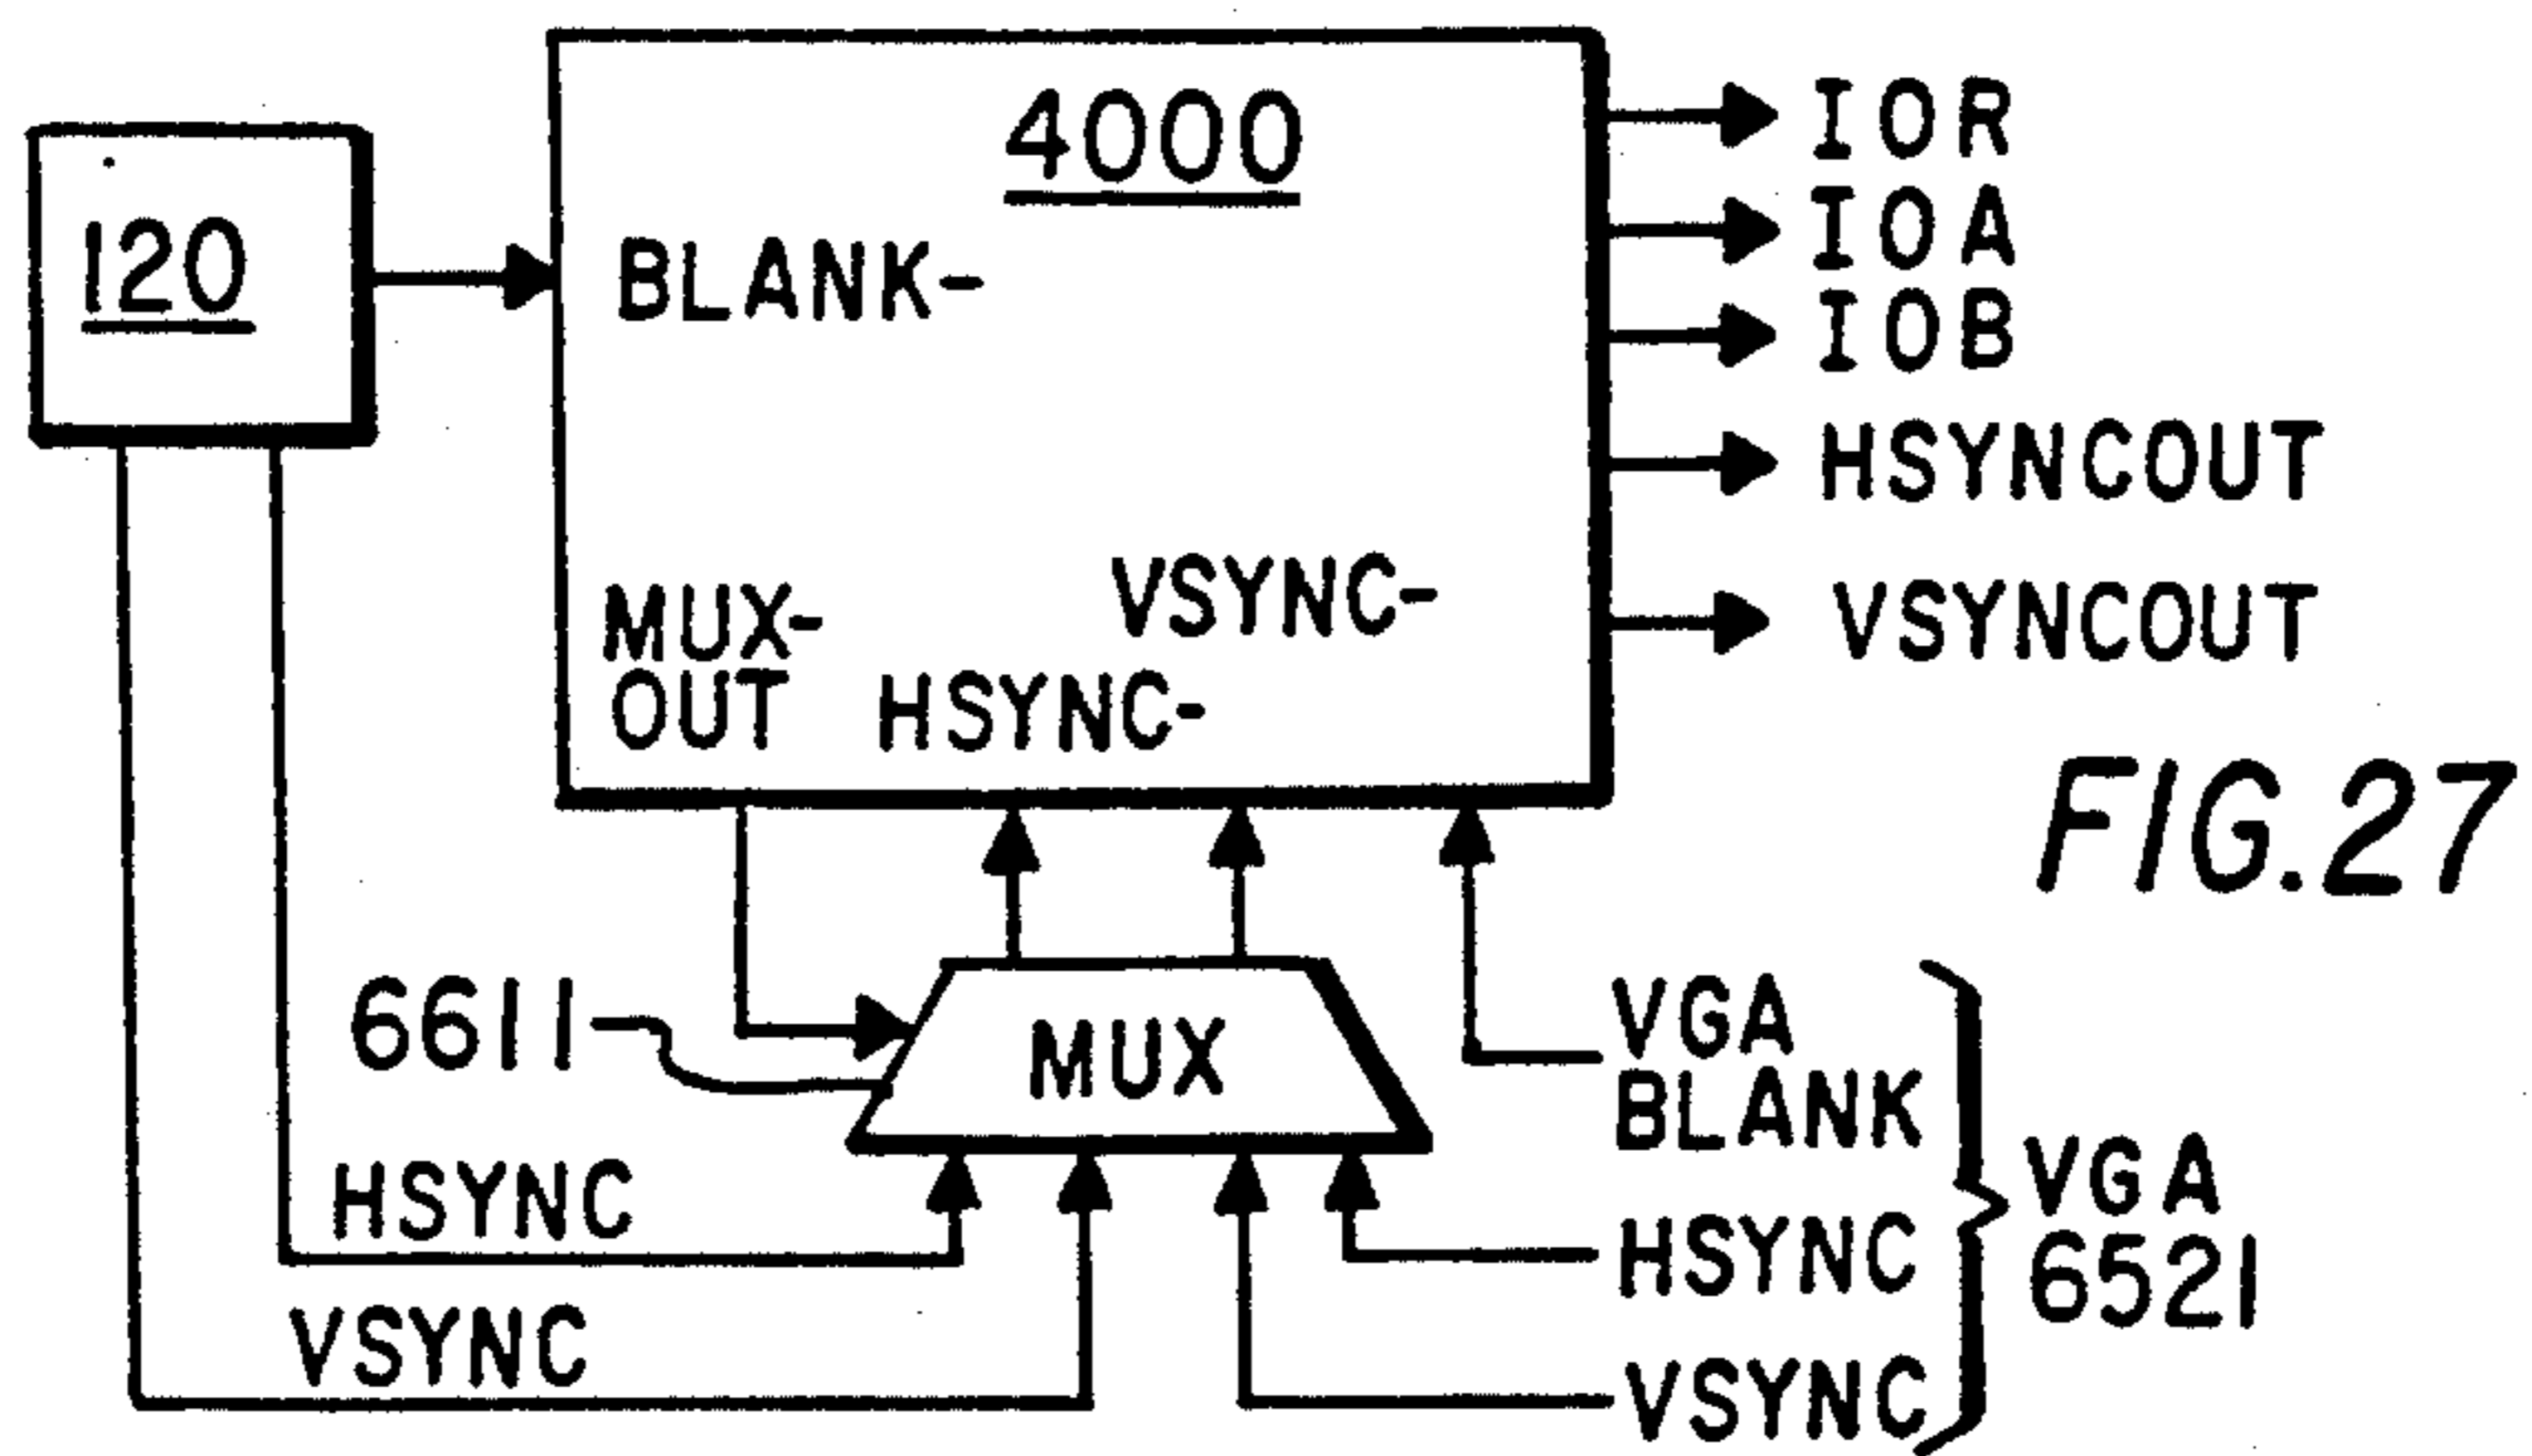 4000
120
BLANK-
IOR
IOA
IOB
HSYNCOUT
VSYNCOUT
MUX-
OUT
HSYNC-
VSYNC-
FIG.27
6611
MUX
HSYNC
VSYNC
VGA
BLANK
HSYNC
VSYNC
VGA
6521